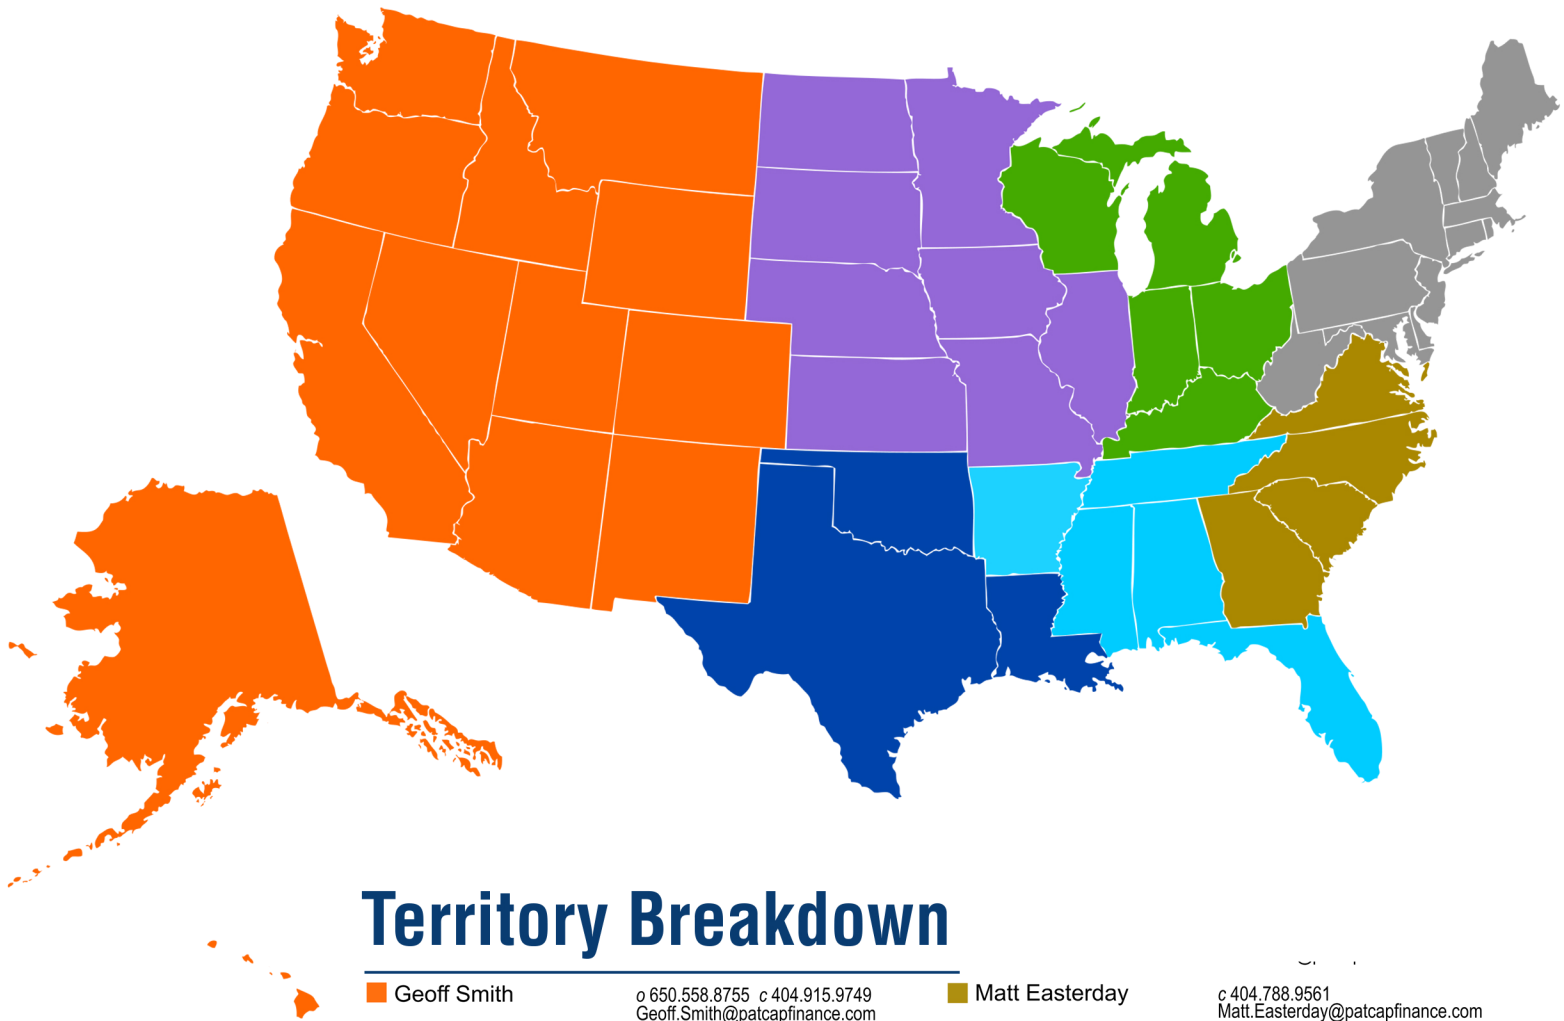 Territory Breakdown
Geoff Smith
o 650.558.8755 c 404.915.9749
Geoff.Smith@patcapfinance.com
Matt Easterday
c 404.788.9561
Matt.Easterday@patcapfinance.com